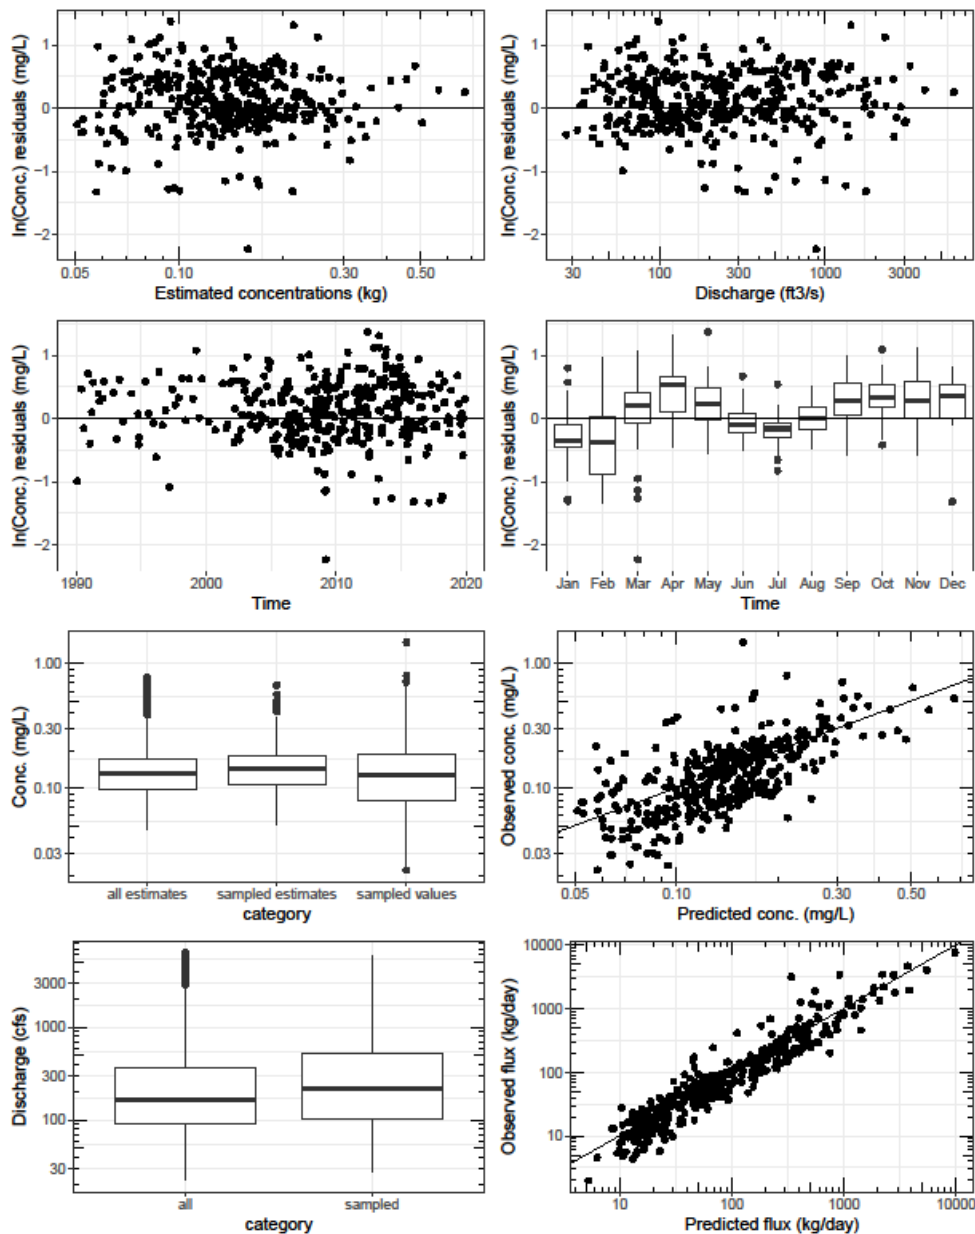 ln(Conc.) residuals (mg/L)
1
0
−1
−2
0.05
0.10
0.30
0.50
Estimated concentrations (kg)
ln(Conc.) residuals (mg/L)
1
0
−1
−2
30
100
300
1000
3000
Discharge (ft3/s)
ln(Conc.) residuals (mg/L)
1
0
−1
−2
1990
2000
2010
2020
Time
ln(Conc.) residuals (mg/L)
1
0
−1
−2
Jan Feb Mar Apr May Jun Jul Aug Sep Oct Nov Dec
Time
Conc. (mg/L)
1.00
0.30
0.10
0.03
all estimates
sampled estimates
sampled values
category
Observed conc. (mg/L)
1.00
0.30
0.10
0.03
0.05
0.10
0.30
0.50
Predicted conc. (mg/L)
Discharge (cfs)
3000
1000
300
100
30
all
sampled
category
Observed flux (kg/day)
10000
1000
100
10
10
100
1000
10000
Predicted flux (kg/day)